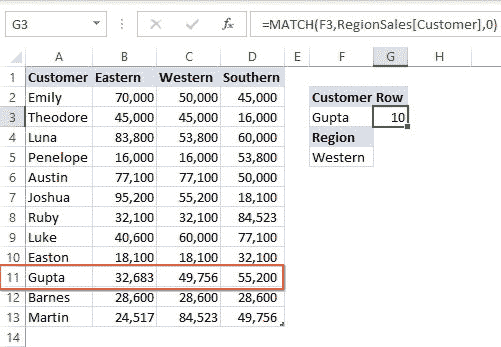 G3 fx =MATCH(F3,RegionSales[Customer],0)
A B C D E F G H
1 Customer Eastern Western Southern
2 Emily 70,000 50,000 45,000 Customer Row
3 Theodore 45,000 45,000 16,000 Gupta 10
4 Luna 83,800 53,800 60,000 Region
5 Penelope 16,000 16,000 53,800 Western
6 Austin 77,100 77,100 50,000
7 Joshua 95,200 55,200 18,100
8 Ruby 32,100 32,100 84,523
9 Luke 40,600 60,000 77,100
10 Easton 18,100 18,100 32,100
11 Gupta 32,683 49,756 55,200
12 Barnes 28,600 28,600 28,600
13 Martin 24,517 84,523 49,756
14